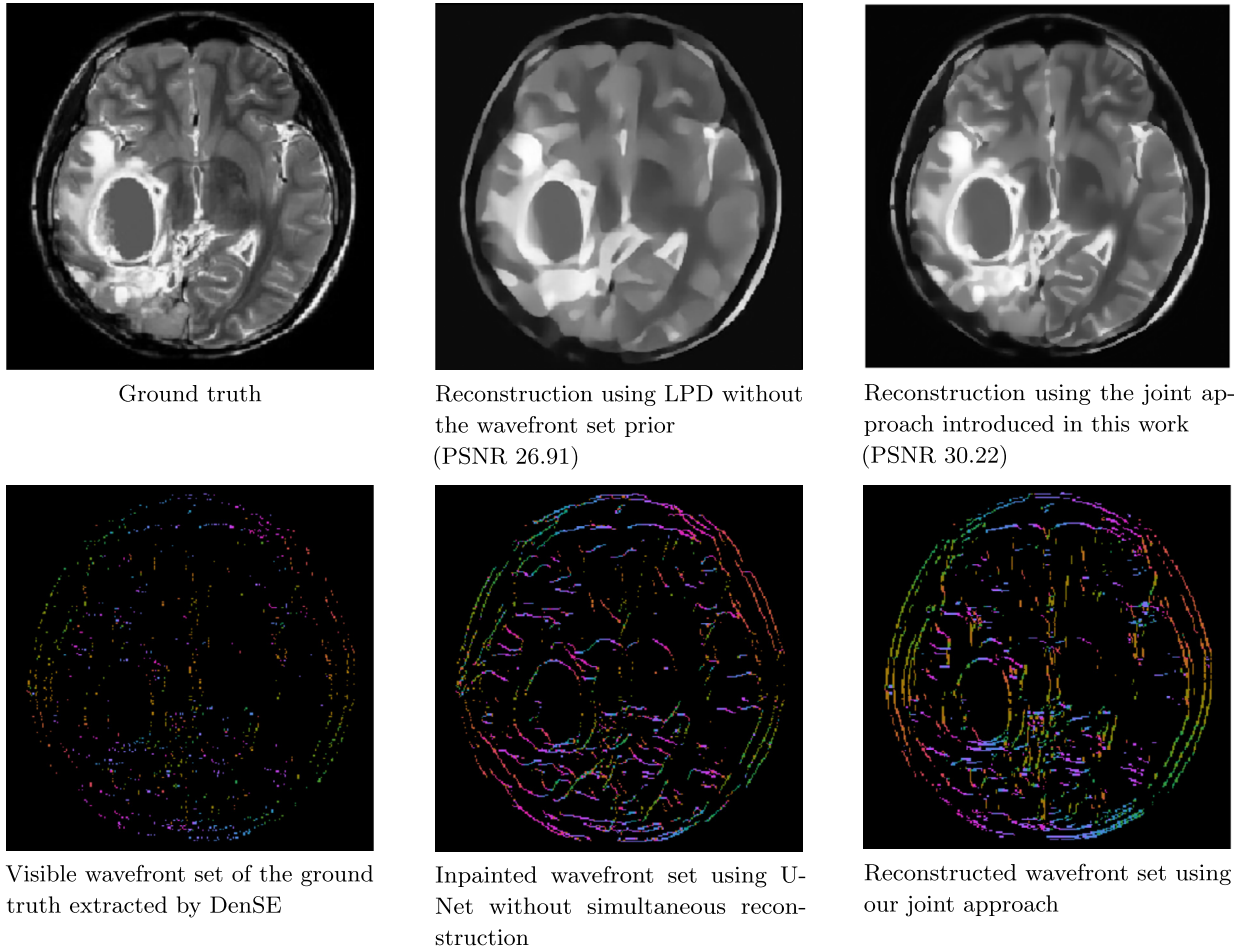 Ground truth
Reconstruction using LPD without
the wavefront set prior
(PSNR 26.91)
Reconstruction using the joint ap-
proach introduced in this work
(PSNR 30.22)
Visible wavefront set of the ground
truth extracted by DenSE
Inpainted wavefront set using U-
Net without simultaneous recon-
struction
Reconstructed wavefront set using
our joint approach